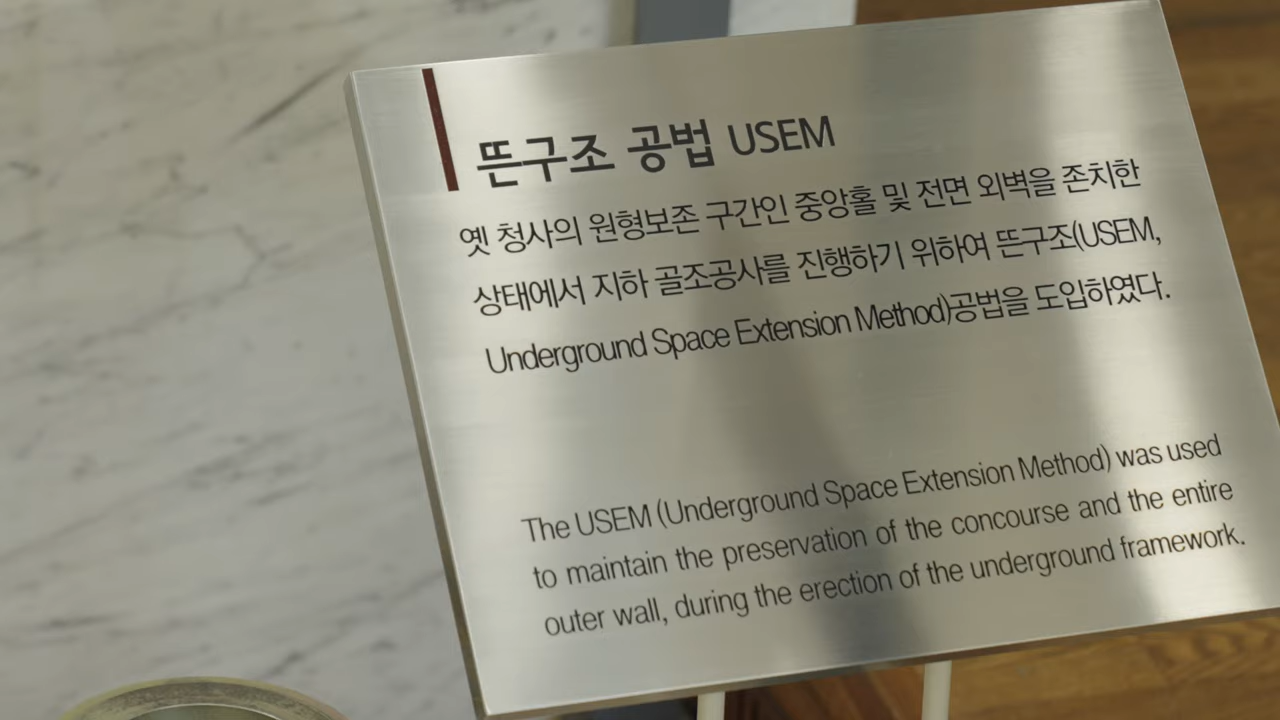 뜬구조 공법 USEM
옛 청사의 원형보존 구간인 중앙홀 및 전면 외벽을 존치한
상태에서 지하 골조공사를 진행하기 위하여 뜬구조(USEM,
Underground Space Extension Method)공법을 도입하였다.
The USEM (Underground Space Extension Method) was used
to maintain the preservation of the concourse and the entire
outer wall, during the erection of the underground framework.